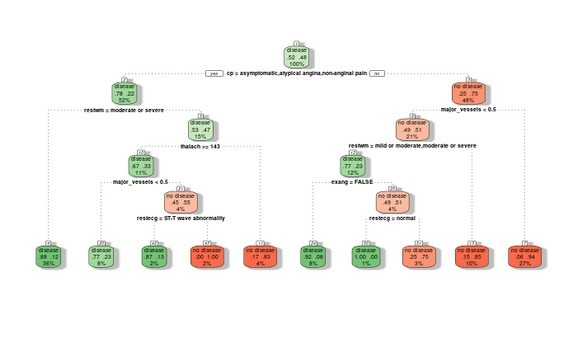 1
disease
.52 .48
100%
yes cp = asymptomatic,atypical angina,non-anginal pain no
2
disease
.78 .22
52%
3
no disease
.25 .75
48%
restwm = moderate or severe
major_vessels < 0.5
5
disease
.53 .47
15%
6
no disease
.49 .51
21%
thalach >= 143
restwm = mild or moderate,moderate or severe
disease
.67 .33
11%
disease
.77 .23
12%
major_vessels < 0.5
exang = FALSE
no disease
.45 .55
4%
no disease
.49 .51
4%
restecg = ST-T wave abnormality
restecg = normal
4
disease
.88 .12
36%
disease
.77 .23
8%
disease
.87 .13
2%
no disease
.00 1.00
2%
no disease
.17 .83
4%
disease
.92 .08
8%
disease
1.00 .00
1%
no disease
.25 .75
3%
no disease
.15 .85
10%
7
no disease
.06 .94
27%